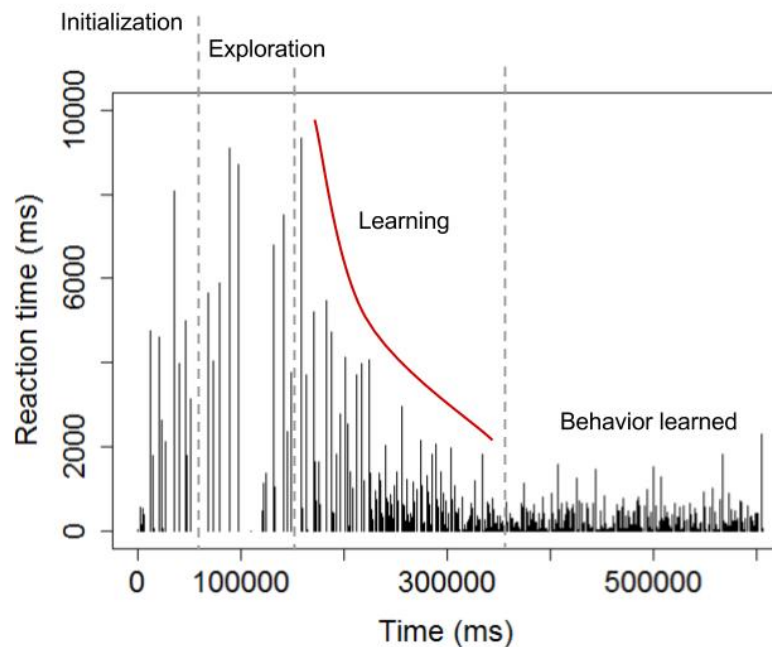 Initialization
Exploration
Learning
Behavior learned
Reaction time (ms)
10000
6000
2000
0
0 100000 300000 500000
Time (ms)